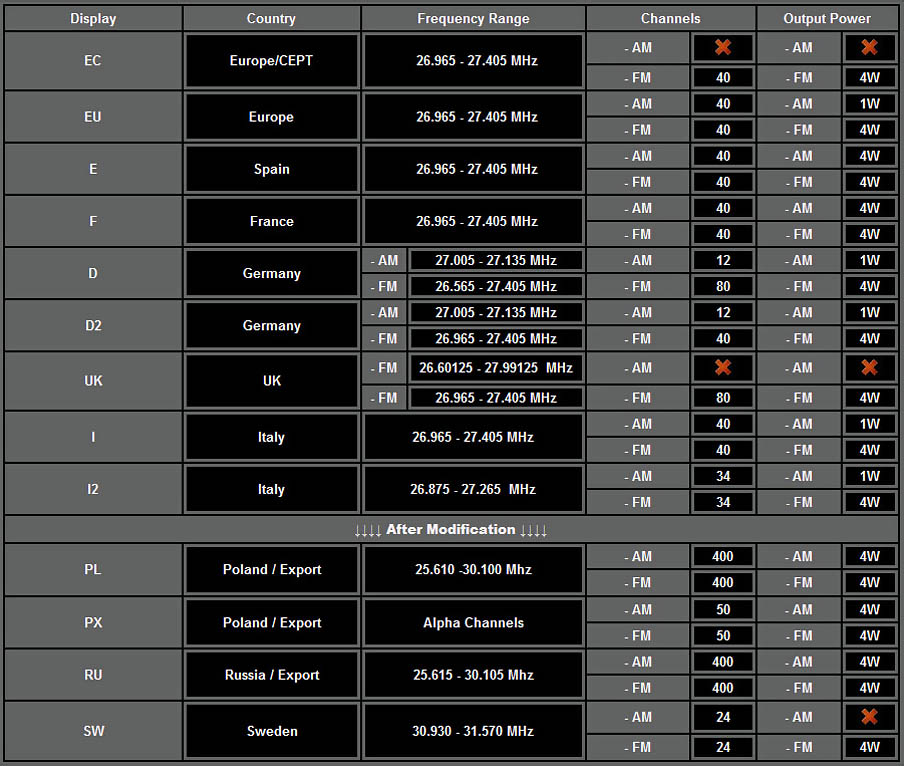 Display Country Frequency Range Channels Output Power
EC Europe/CEPT 26.965 - 27.405 MHz - AM - AM
- FM 40 - FM 4W
EU Europe 26.965 - 27.405 MHz - AM 40 - AM 1W
- FM 40 - FM 4W
E Spain 26.965 - 27.405 MHz - AM 40 - AM 4W
- FM 40 - FM 4W
F France 26.965 - 27.405 MHz - AM 40 - AM 4W
- FM 40 - FM 4W
D Germany - AM 27.005 - 27.135 MHz - AM 12 - AM 1W
- FM 26.565 - 27.405 MHz - FM 80 - FM 4W
D2 Germany - AM 27.005 - 27.135 MHz - AM 12 - AM 1W
- FM 26.965 - 27.405 MHz - FM 40 - FM 4W
UK UK - FM 26.60125 - 27.99125 MHz - AM - AM
- FM 26.965 - 27.405 MHz - FM 80 - FM 4W
I Italy 26.965 - 27.405 MHz - AM 40 - AM 1W
- FM 40 - FM 4W
I2 Italy 26.875 - 27.265 MHz - AM 34 - AM 1W
- FM 34 - FM 4W
↓↓↓↓ After Modification ↓↓↓↓
PL Poland / Export 25.610 -30.100 Mhz - AM 400 - AM 4W
- FM 400 - FM 4W
PX Poland / Export Alpha Channels - AM 50 - AM 4W
- FM 50 - FM 4W
RU Russia / Export 25.615 - 30.105 Mhz - AM 400 - AM 4W
- FM 400 - FM 4W
SW Sweden 30.930 - 31.570 MHz - AM 24 - AM
- FM 24 - FM 4W